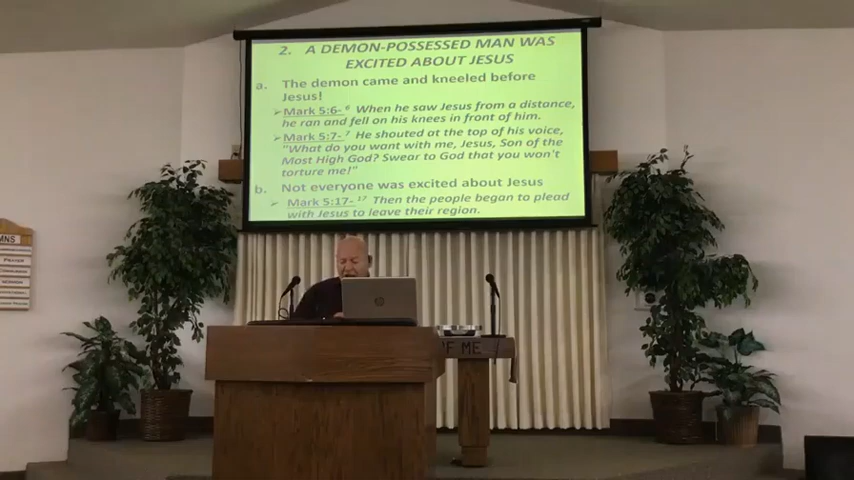 2. A DEMON-POSSESSED MAN WAS
EXCITED ABOUT JESUS
a. The demon came and kneeled before
Jesus!
➢ Mark 5:6- 6 When he saw Jesus from a distance,
he ran and fell on his knees in front of him.
➢ Mark 5:7- 7 He shouted at the top of his voice,
"What do you want with me, Jesus, Son of the
Most High God? Swear to God that you won't
torture me!"
b. Not everyone was excited about Jesus
➢ Mark 5:17- 17 Then the people began to plead
with Jesus to leave their region.
PRAYER
OF ME